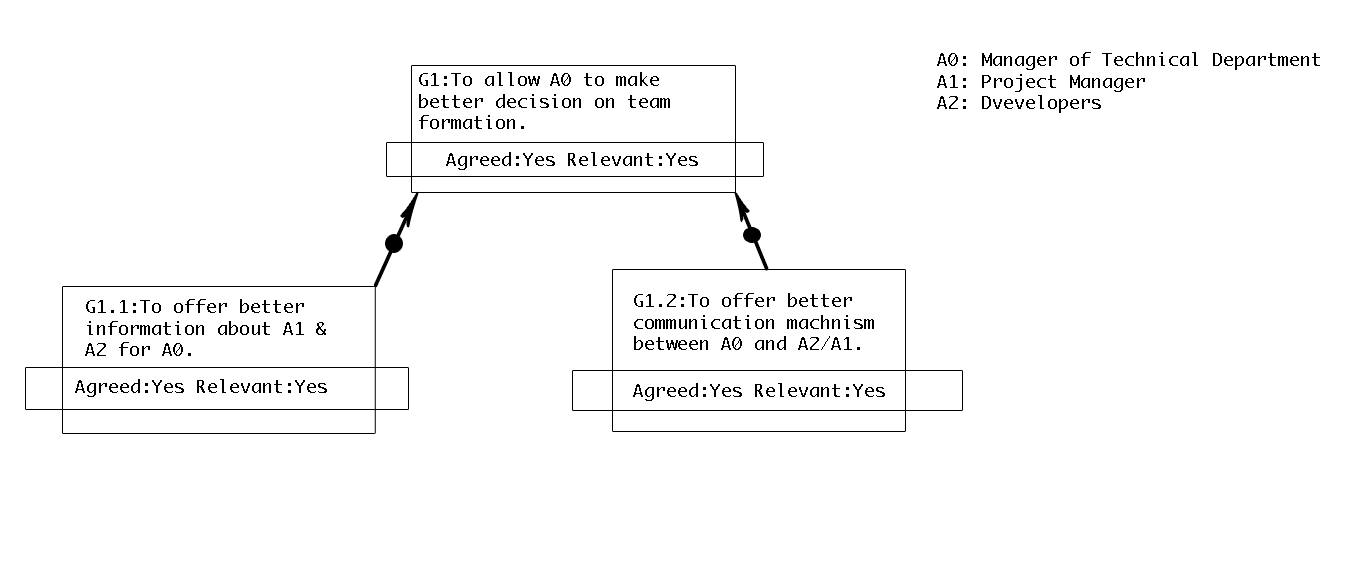 A0: Manager of Technical Department
A1: Project Manager
A2: Dvevelopers
G1:To allow A0 to make
better decision on team
formation.
Agreed:Yes Relevant:Yes
G1.1:To offer better
information about A1 &
A2 for A0.
Agreed:Yes Relevant:Yes
G1.2:To offer better
communication machnism
between A0 and A2/A1.
Agreed:Yes Relevant:Yes